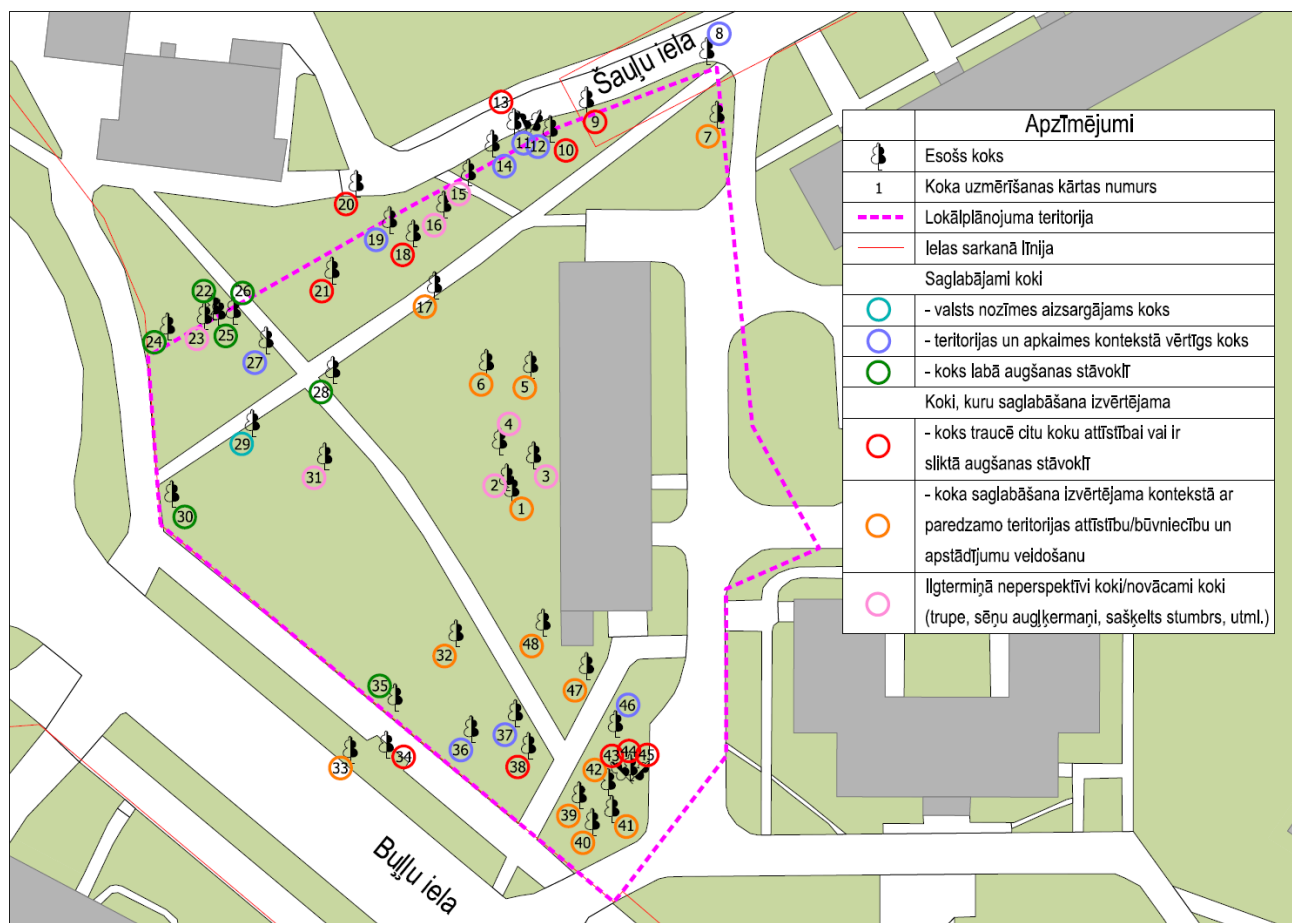 Šauļu iela
8
13
9
7
11
12
10
14
15
16
20
19
18
21
17
22
26
24
23
25
27
28
29
31
30
6
5
4
3
2
1
32
48
47
35
46
36
37
38
34
33
43
44
45
42
39
41
40
Buļļu iela
Apzīmējumi
Esošs koks
1
Koka uzmērīšanas kārtas numurs
Lokālplānojuma teritorija
Ielas sarkanā līnija
Saglabājami koki
- valsts nozīmes aizsargājams koks
- teritorijas un apkaimes kontekstā vērtīgs koks
- koks labā augšanas stāvoklī
Koki, kuru saglabāšana izvērtējama
- koks traucē citu koku attīstībai vai ir
sliktā augšanas stāvoklī
- koka saglabāšana izvērtējama kontekstā ar
paredzamo teritorijas attīstību/būvniecību un
apstādījumu veidošanu
Ilgtermiņā neperspektīvi koki/novācami koki
(trupe, sēņu augļķermaņi, sašķelts stumbrs, utml.)